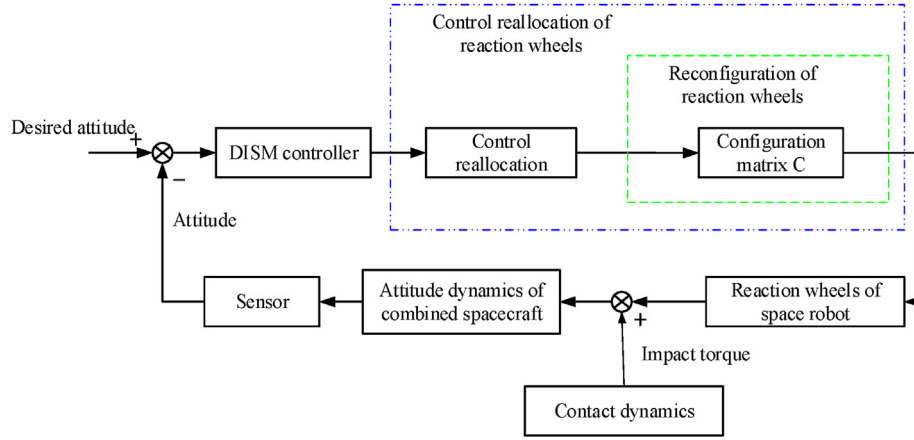 Control reallocation of
reaction wheels
Reconfiguration of
reaction wheels
Desired attitude
+
DISM controller
Control
reallocation
Configuration
matrix C
−
Attitude
Sensor
Attitude dynamics of
combined spacecraft
+
Reaction wheels of
space robot
Impact torque
Contact dynamics